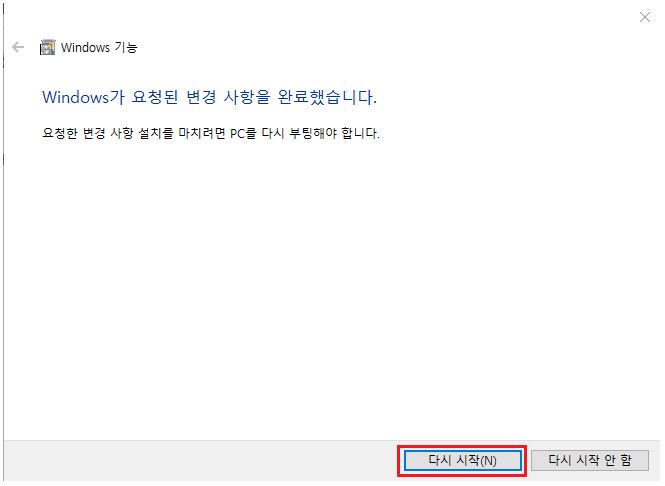 Windows 기능
Windows가 요청된 변경 사항을 완료했습니다.
요청한 변경 사항 설치를 마치려면 PC를 다시 부팅해야 합니다.
다시 시작(N) 다시 시작 안 함